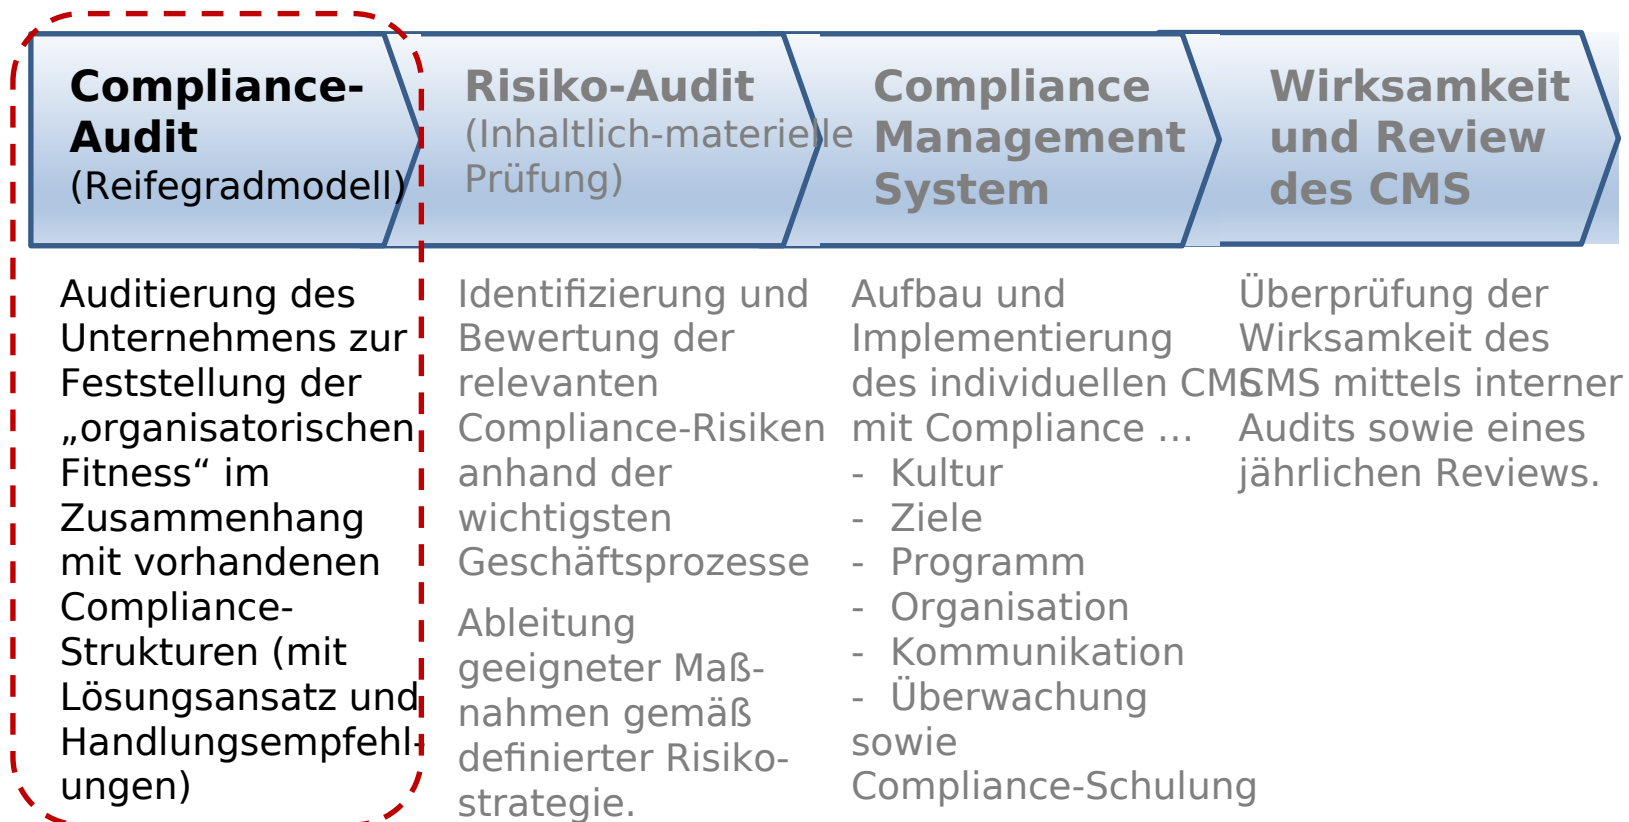 Compliance-
Audit
(Reifegradmodell)
Risiko-Audit
(Inhaltlich-materielle
Prüfung)
Compliance
Management
System
Wirksamkeit
und Review
des CMS
Auditierung des
Unternehmens zur
Feststellung der
„organisatorischen
Fitness“ im
Zusammenhang
mit vorhandenen
Compliance-
Strukturen (mit
Lösungsansatz und
Handlungsempfehl-
ungen)
Identifizierung und
Bewertung der
relevanten
Compliance-Risiken
anhand der
wichtigsten
Geschäftsprozesse
Ableitung
geeigneter Maß-
nahmen gemäß
definierter Risiko-
strategie.
Aufbau und
Implementierung
des individuellen CMS
mit Compliance ...
- Kultur
- Ziele
- Programm
- Organisation
- Kommunikation
- Überwachung
sowie
Compliance-Schulung
Überprüfung der
Wirksamkeit des
CMS mittels interner
Audits sowie eines
jährlichen Reviews.